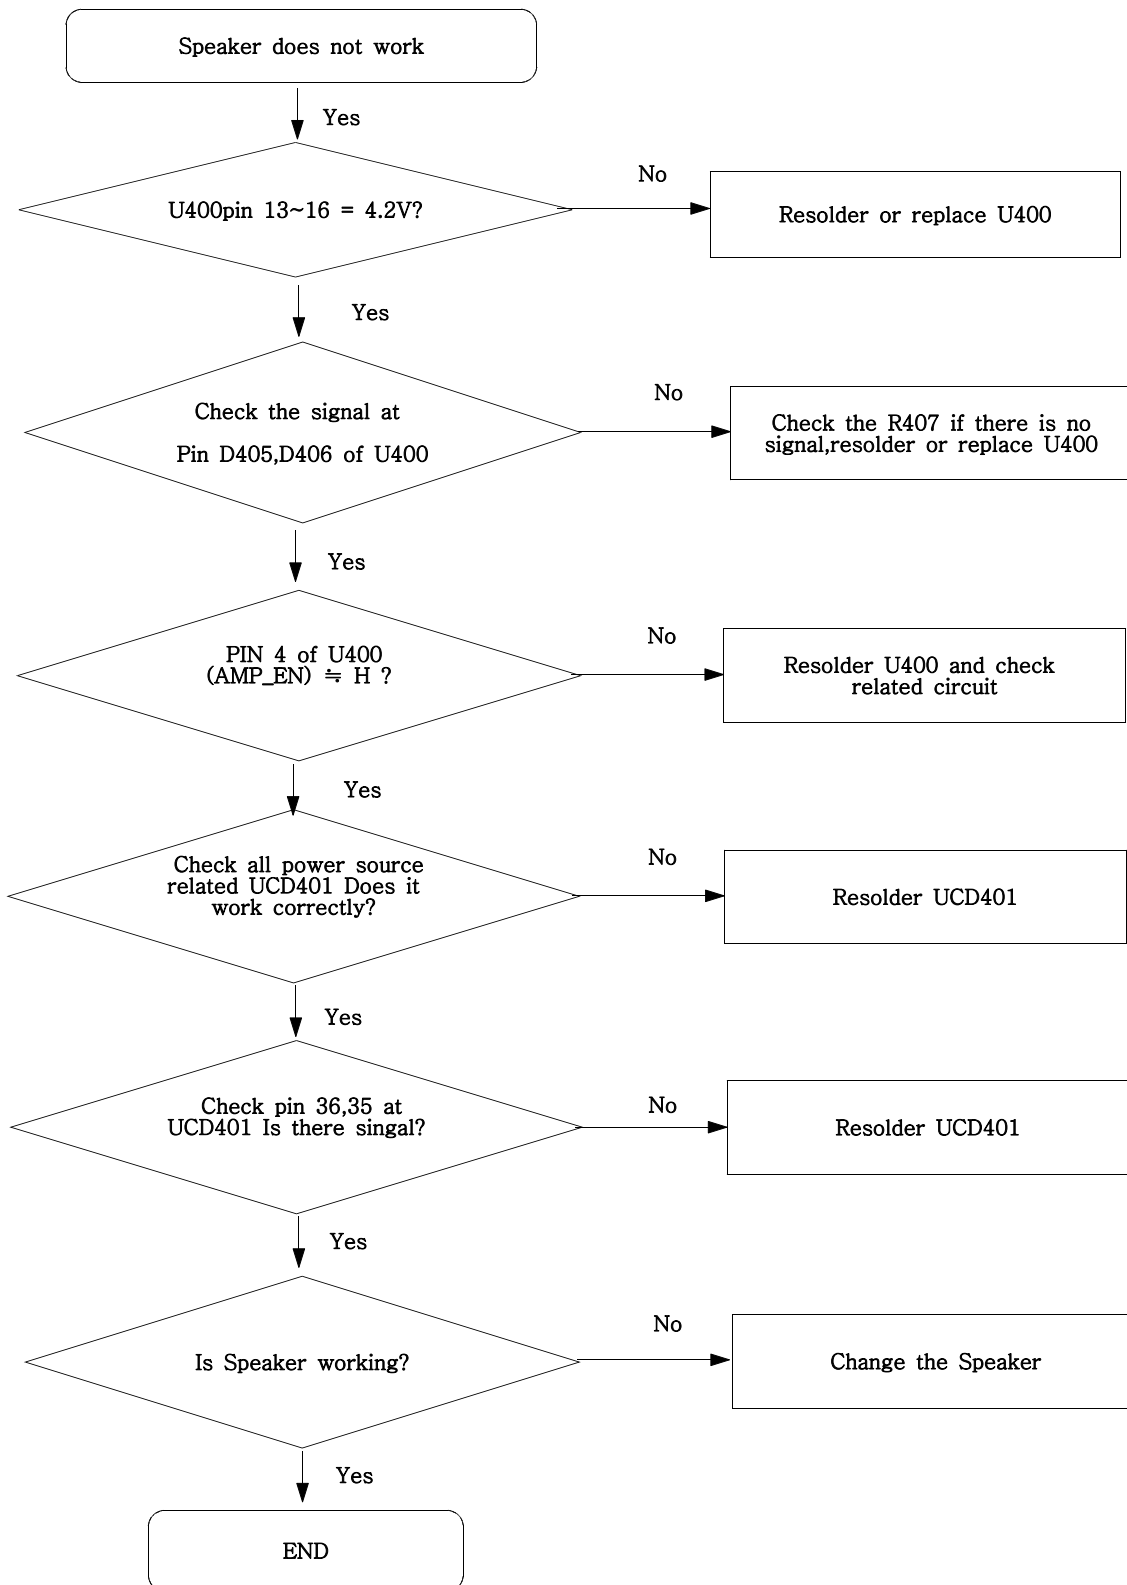 Speaker does not work
Yes
U400pin 13~16 = 4.2V?
No
Resolder or replace U400
Yes
Check the signal at
Pin D405,D406 of U400
No
Check the R407 if there is no
signal,resolder or replace U400
Yes
PIN 4 of U400
(AMP_EN) ≒ H ?
No
Resolder U400 and check
related circuit
Yes
Check all power source
related UCD401 Does it
work correctly?
No
Resolder UCD401
Yes
Check pin 36,35 at
UCD401 Is there singal?
No
Resolder UCD401
Yes
Is Speaker working?
No
Change the Speaker
Yes
END